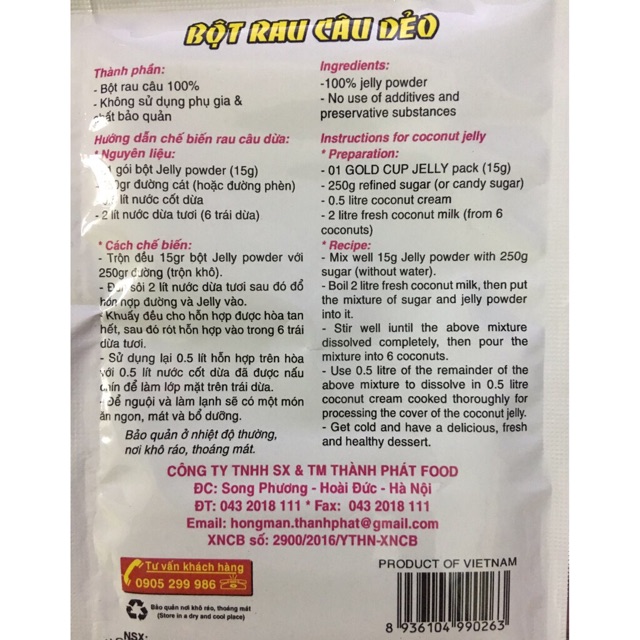 BỘT RAU CÂU DẺO
Thành phần:
- Bột rau câu 100%
- Không sử dụng phụ gia &
chất bảo quản
Hướng dẫn chế biến rau câu dừa:
* Nguyên liệu:
1 gói bột Jelly powder (15g)
gr đường cát (hoặc đường phèn)
lít nước cốt dừa
- 2 lít nước dừa tươi (6 trái dừa)
* Cách chế biến:
- Trộn đều 15gr bột Jelly powder với
250gr đường (trộn khô).
- Đun sôi 2 lít nước dừa tươi sau đó đổ
hỗn hợp đường và Jelly vào.
- Khuấy đều cho hỗn hợp được hòa tan
hết, sau đó rót hỗn hợp vào trong 6 trái
dừa tươi.
- Sử dụng lại 0.5 lít hỗn hợp trên hòa
với 0.5 lít nước cốt dừa đã được nấu
chín để làm lớp mặt trên trái dừa.
- Để nguội và làm lạnh sẽ có một món
ăn ngon, mát và bổ dưỡng.
Bảo quản ở nhiệt độ thường,
nơi khô ráo, thoáng mát.
Ingredients:
-100% jelly powder
- No use of additives and
preservative substances
Instructions for coconut jelly
* Preparation:
- 01 GOLD CUP JELLY pack (15g)
- 250g refined sugar (or candy sugar)
- 0.5 litre coconut cream
- 2 litre fresh coconut milk (from 6
coconuts)
* Recipe:
- Mix well 15g Jelly powder with 250g
sugar (without water).
- Boil 2 litre fresh coconut milk, then put
the mixture of sugar and jelly powder
into it.
- Stir well iuntil the above mixture
dissolved completely, then pour the
mixture into 6 coconuts.
- Use 0.5 litre of the remainder of the
above mixture to dissolve in 0.5 litre
coconut cream cooked thoroughly for
processing the cover of the coconut jelly.
- Get cold and have a delicious, fresh
and healthy dessert.
CÔNG TY TNHH SX & TM THÀNH PHÁT FOOD
ĐC: Song Phương - Hoài Đức - Hà Nội
ĐT: 043 2018 111 * Fax: 043 2018 111
Email: hongman.thanhphat@gmail.com
XNCB số: 2900/2016/YTHN-XNCB
Tư vấn khách hàng
0905 299 986
Bảo quản nơi khô ráo, thoáng mát
(Store in a dry and cool place)
NSX:
PRODUCT OF VIETNAM
8 936104 990263